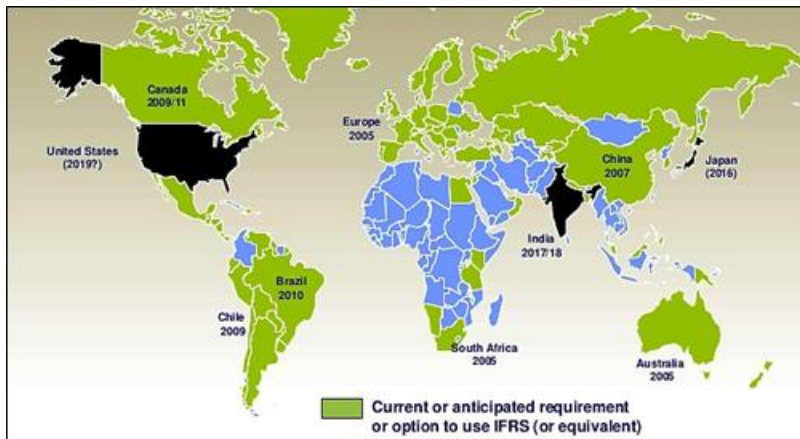 Canada
2009/11
United States
(2019?)
Europe
2005
China
2007
Japan
(2016)
India
2017/18
Brazil
2010
Chile
2009
South Africa
2005
Australia
2005
Current or anticipated requirement
or option to use IFRS (or equivalent)